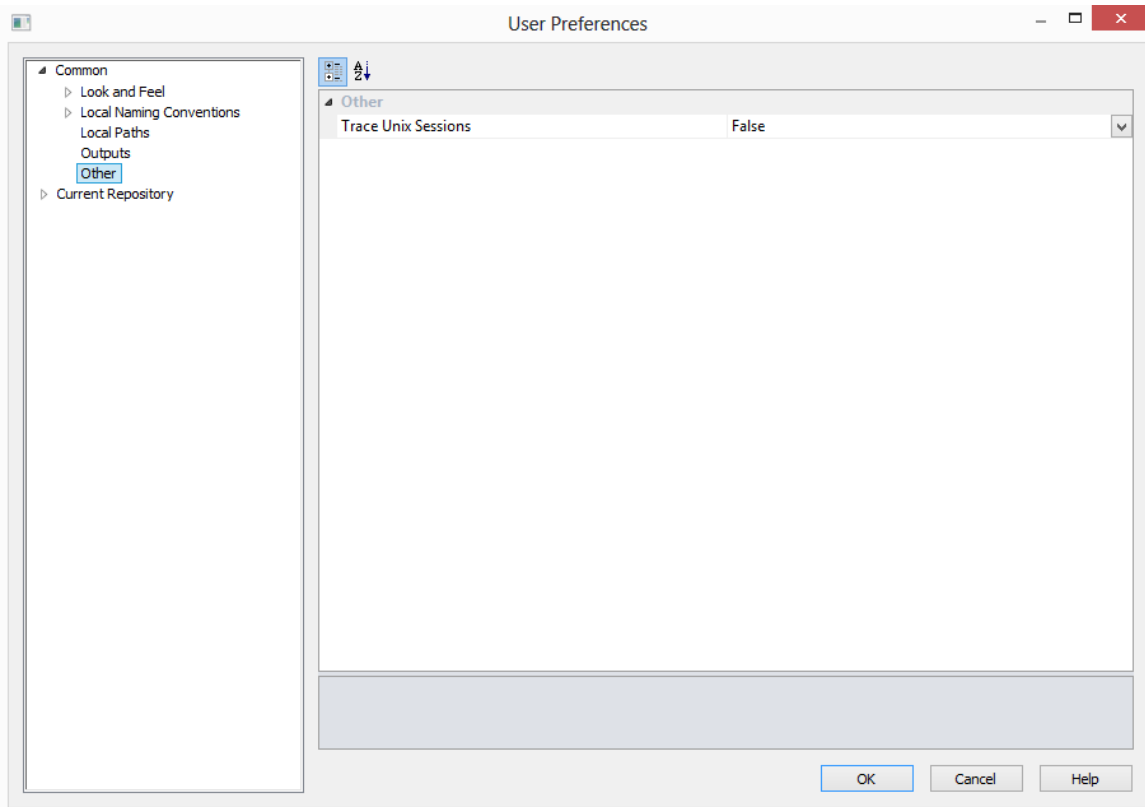 User Preferences
Common
Look and Feel
Local Naming Conventions
Local Paths
Outputs
Other
Current Repository
Other
Trace Unix Sessions False
OK Cancel Help